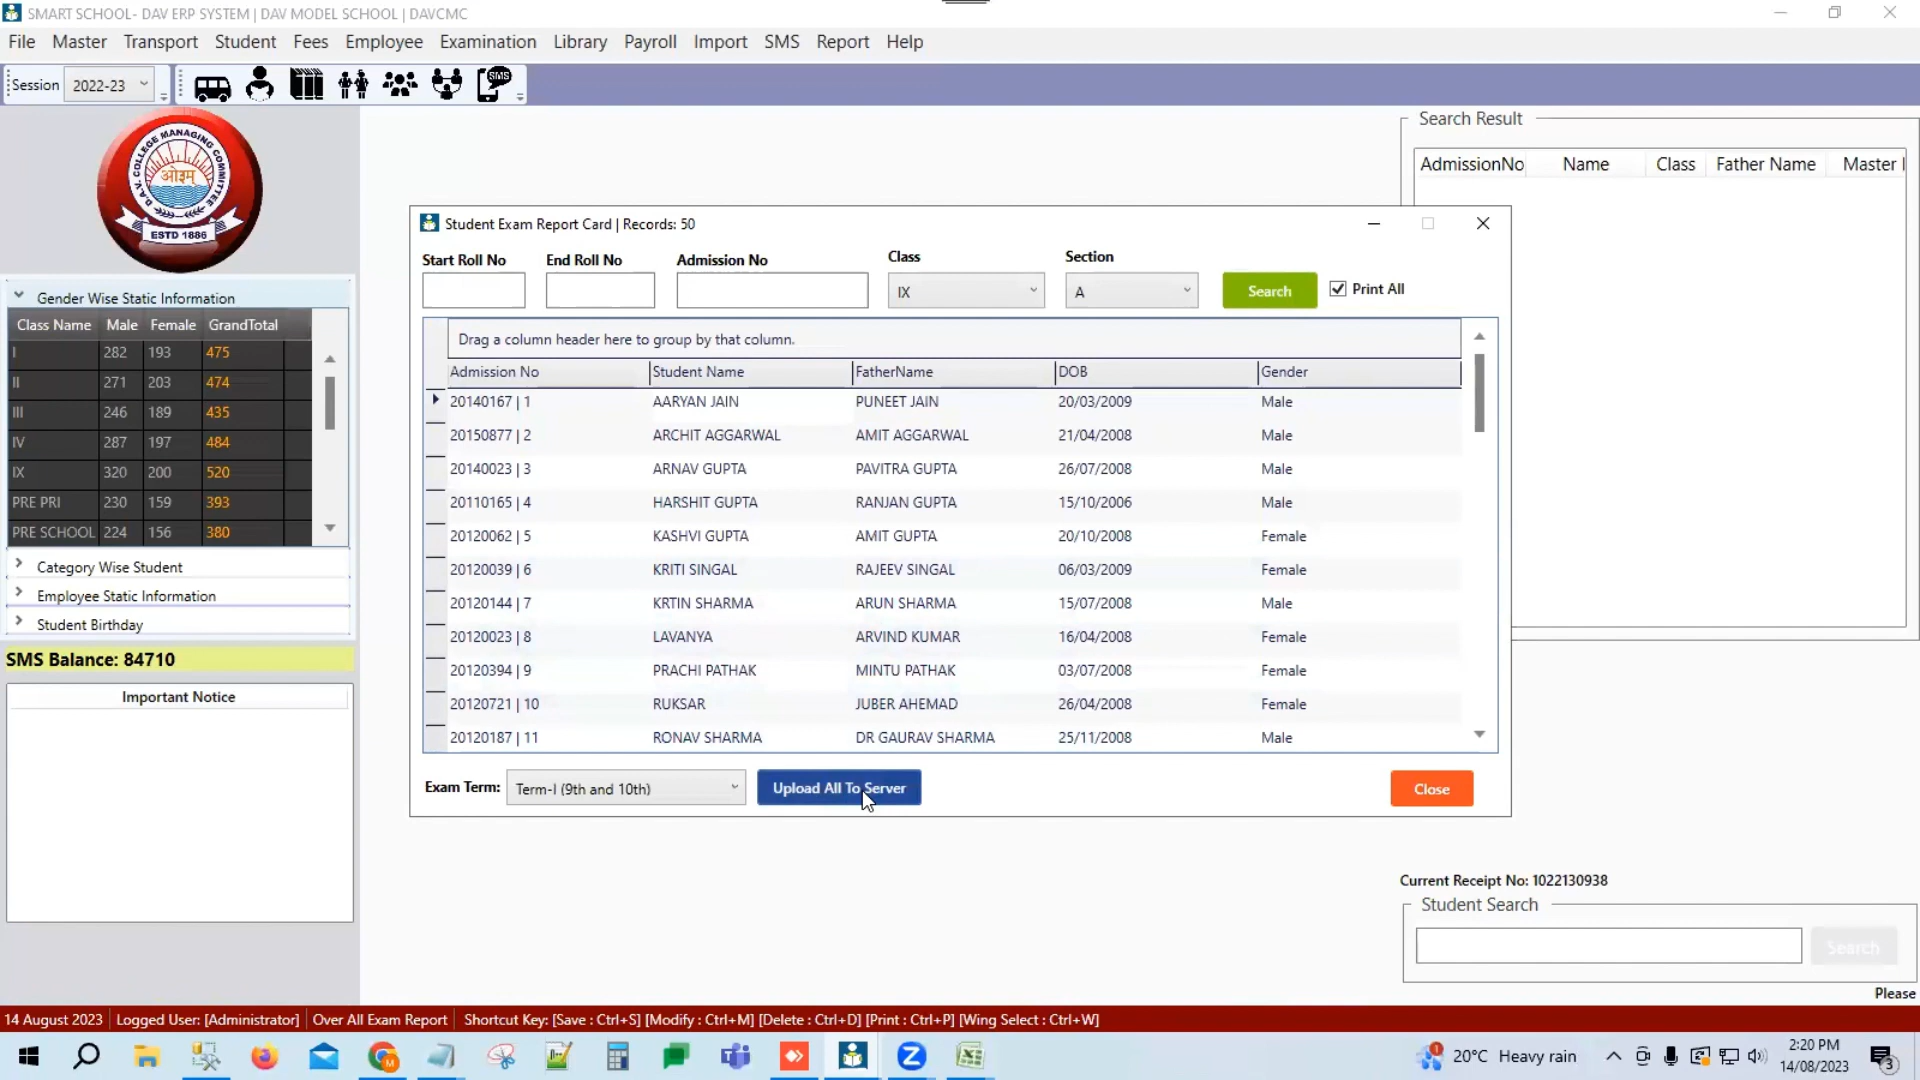 SMART SCHOOL- DAV ERP SYSTEM | DAV MODEL SCHOOL | DAVCMC
File Master Transport Student Fees Employee Examination Library Payroll Import SMS Report Help
Session 2022-23
SMS
D.A.V. COLLEGE MANAGING COMMITTEE
ओ३म्
ESTD 1886
Gender Wise Static Information
Class Name Male Female GrandTotal
I 282 193 475
II 271 203 474
III 246 189 435
IV 287 197 484
IX 320 200 520
PRE PRI 230 159 393
PRE SCHOOL 224 156 380
Category Wise Student
Employee Static Information
Student Birthday
SMS Balance: 84710
Important Notice
Search Result
AdmissionNo Name Class Father Name Master
Student Exam Report Card | Records: 50
Start Roll No End Roll No Admission No Class Section
IX A Search Print All
Drag a column header here to group by that column.
Admission No Student Name FatherName DOB Gender
20140167 | 1 AARYAN JAIN PUNEET JAIN 20/03/2009 Male
20150877 | 2 ARCHIT AGGARWAL AMIT AGGARWAL 21/04/2008 Male
20140023 | 3 ARNAV GUPTA PAVITRA GUPTA 26/07/2008 Male
20110165 | 4 HARSHIT GUPTA RANJAN GUPTA 15/10/2006 Male
20120062 | 5 KASHVI GUPTA AMIT GUPTA 20/10/2008 Female
20120039 | 6 KRITI SINGAL RAJEEV SINGAL 06/03/2009 Female
20120144 | 7 KRTIN SHARMA ARUN SHARMA 15/07/2008 Male
20120023 | 8 LAVANYA ARVIND KUMAR 16/04/2008 Female
20120394 | 9 PRACHI PATHAK MINTU PATHAK 03/07/2008 Female
20120721 | 10 RUKSAR JUBER AHEMAD 26/04/2008 Female
20120187 | 11 RONAV SHARMA DR GAURAV SHARMA 25/11/2008 Male
Exam Term: Term-I (9th and 10th) Upload All To Server Close
Current Receipt No: 1022130938
Student Search
Search
Please
14 August 2023 Logged User: [Administrator] Over All Exam Report Shortcut Key: [Save : Ctrl+S] [Modify : Ctrl+M] [Delete : Ctrl+D] [Print : Ctrl+P] [Wing Select : Ctrl+W]
20°C Heavy rain
2:20 PM
14/08/2023
3